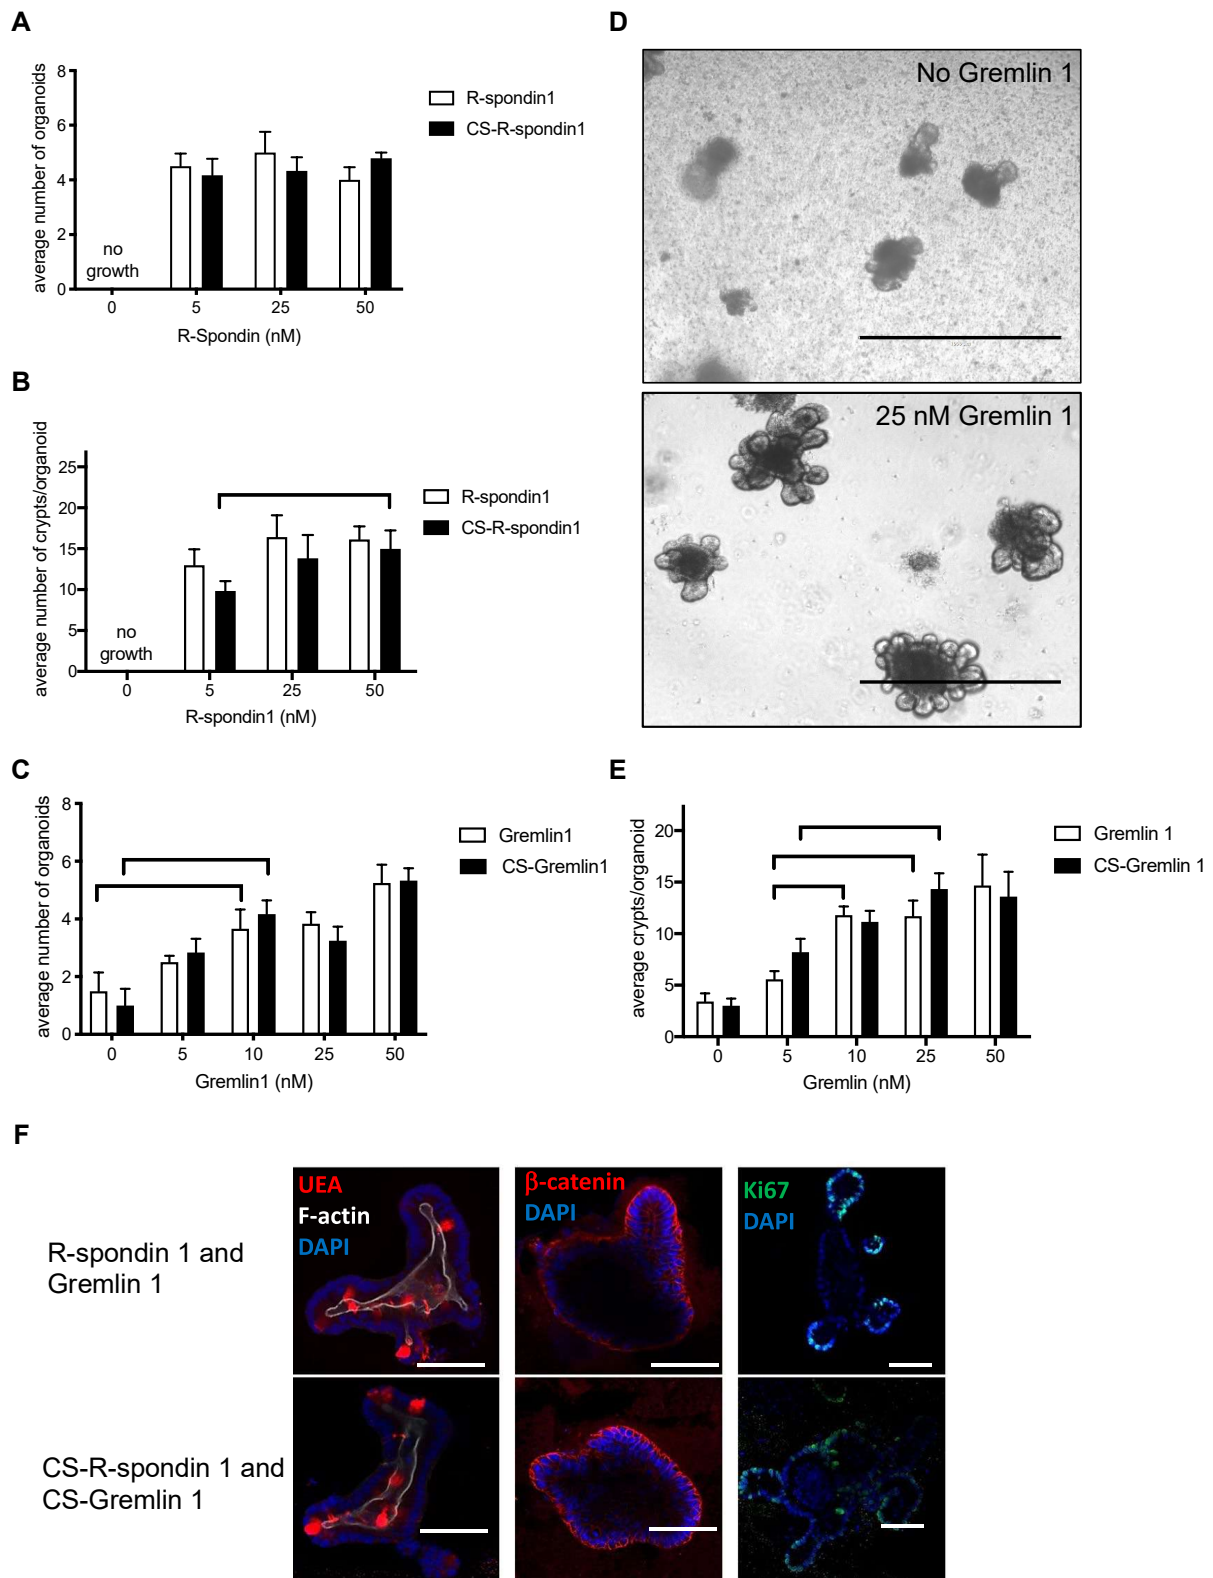 A
8
6
4
2
0
average number of organoids
no
growth
0
5
25
50
R-Spondin (nM)
R-spondin1
CS-R-spondin1
B
25
20
15
10
5
0
average number of crypts/organoid
no
growth
0
5
25
50
R-spondin1 (nM)
R-spondin1
CS-R-spondin1
C
8
6
4
2
0
average number of organoids
0
5
10
25
50
Gremlin1 (nM)
Gremlin1
CS-Gremlin1
D
No Gremlin 1
25 nM Gremlin 1
E
20
15
10
5
0
average crypts/organoid
0
5
10
25
50
Gremlin (nM)
Gremlin 1
CS-Gremlin 1
F
R-spondin 1 and
Gremlin 1
UEA
F-actin
DAPI
β-catenin
DAPI
Ki67
DAPI
CS-R-spondin 1 and
CS-Gremlin 1